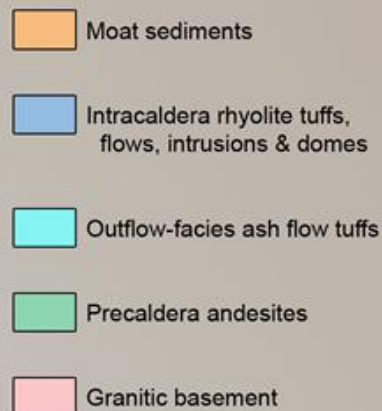 Moat sediments
Intracaldera rhyolite tuffs,
flows, intrusions & domes
Outflow-facies ash flow tuffs
Precaldera andesites
Granitic basement